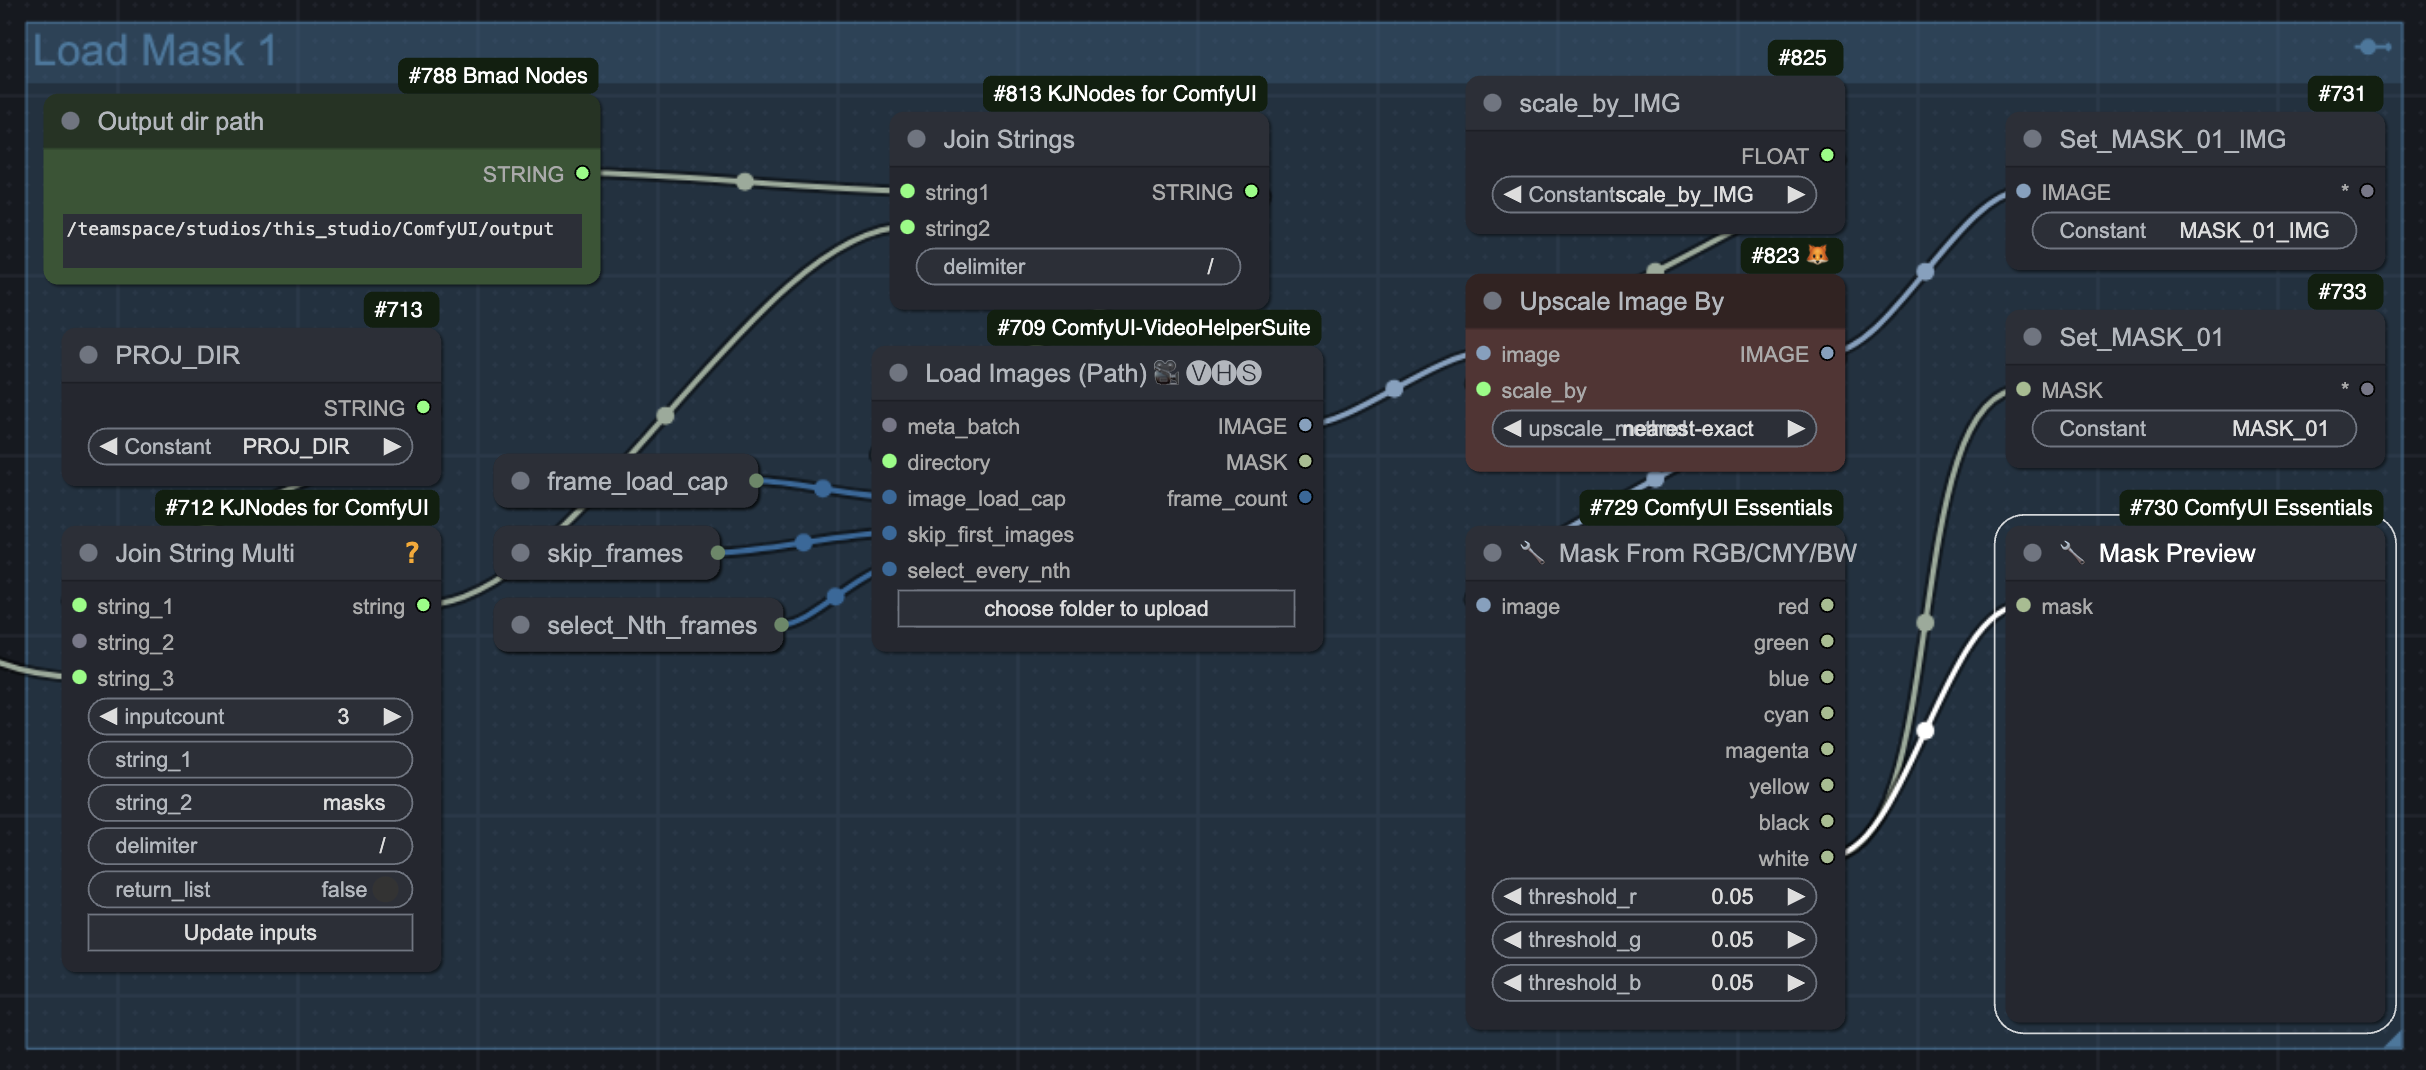 Load Mask 1
#788 Bmad Nodes
Output dir path
STRING
/teamspace/studios/this_studio/ComfyUI/output
#713
PROJ_DIR
STRING
Constant PROJ_DIR
#712 KJNodes for ComfyUI
Join String Multi ?
string_1 string
string_2
string_3
inputcount 3
string_1
string_2 masks
delimiter /
return_list false
Update inputs
frame_load_cap
skip_frames
select_Nth_frames
#813 KJNodes for ComfyUI
Join Strings
string1 STRING
string2
delimiter /
#709 ComfyUI-VideoHelperSuite
Load Images (Path) 🎥🅥🅗🅢
meta_batch IMAGE
directory MASK
image_load_cap frame_count
skip_first_images
select_every_nth
choose folder to upload
#825
scale_by_IMG
FLOAT
Constant scale_by_IMG
#823 🦊
Upscale Image By
image IMAGE
scale_by
nearest-exact
#729 ComfyUI Essentials
🔧 Mask From RGB/CMY/BW
image red
green
blue
cyan
magenta
yellow
black
white
threshold_r 0.05
threshold_g 0.05
threshold_b 0.05
#731
Set_MASK_01_IMG
IMAGE *
Constant MASK_01_IMG
#733
Set_MASK_01
MASK *
Constant MASK_01
#730 ComfyUI Essentials
🔧 Mask Preview
mask